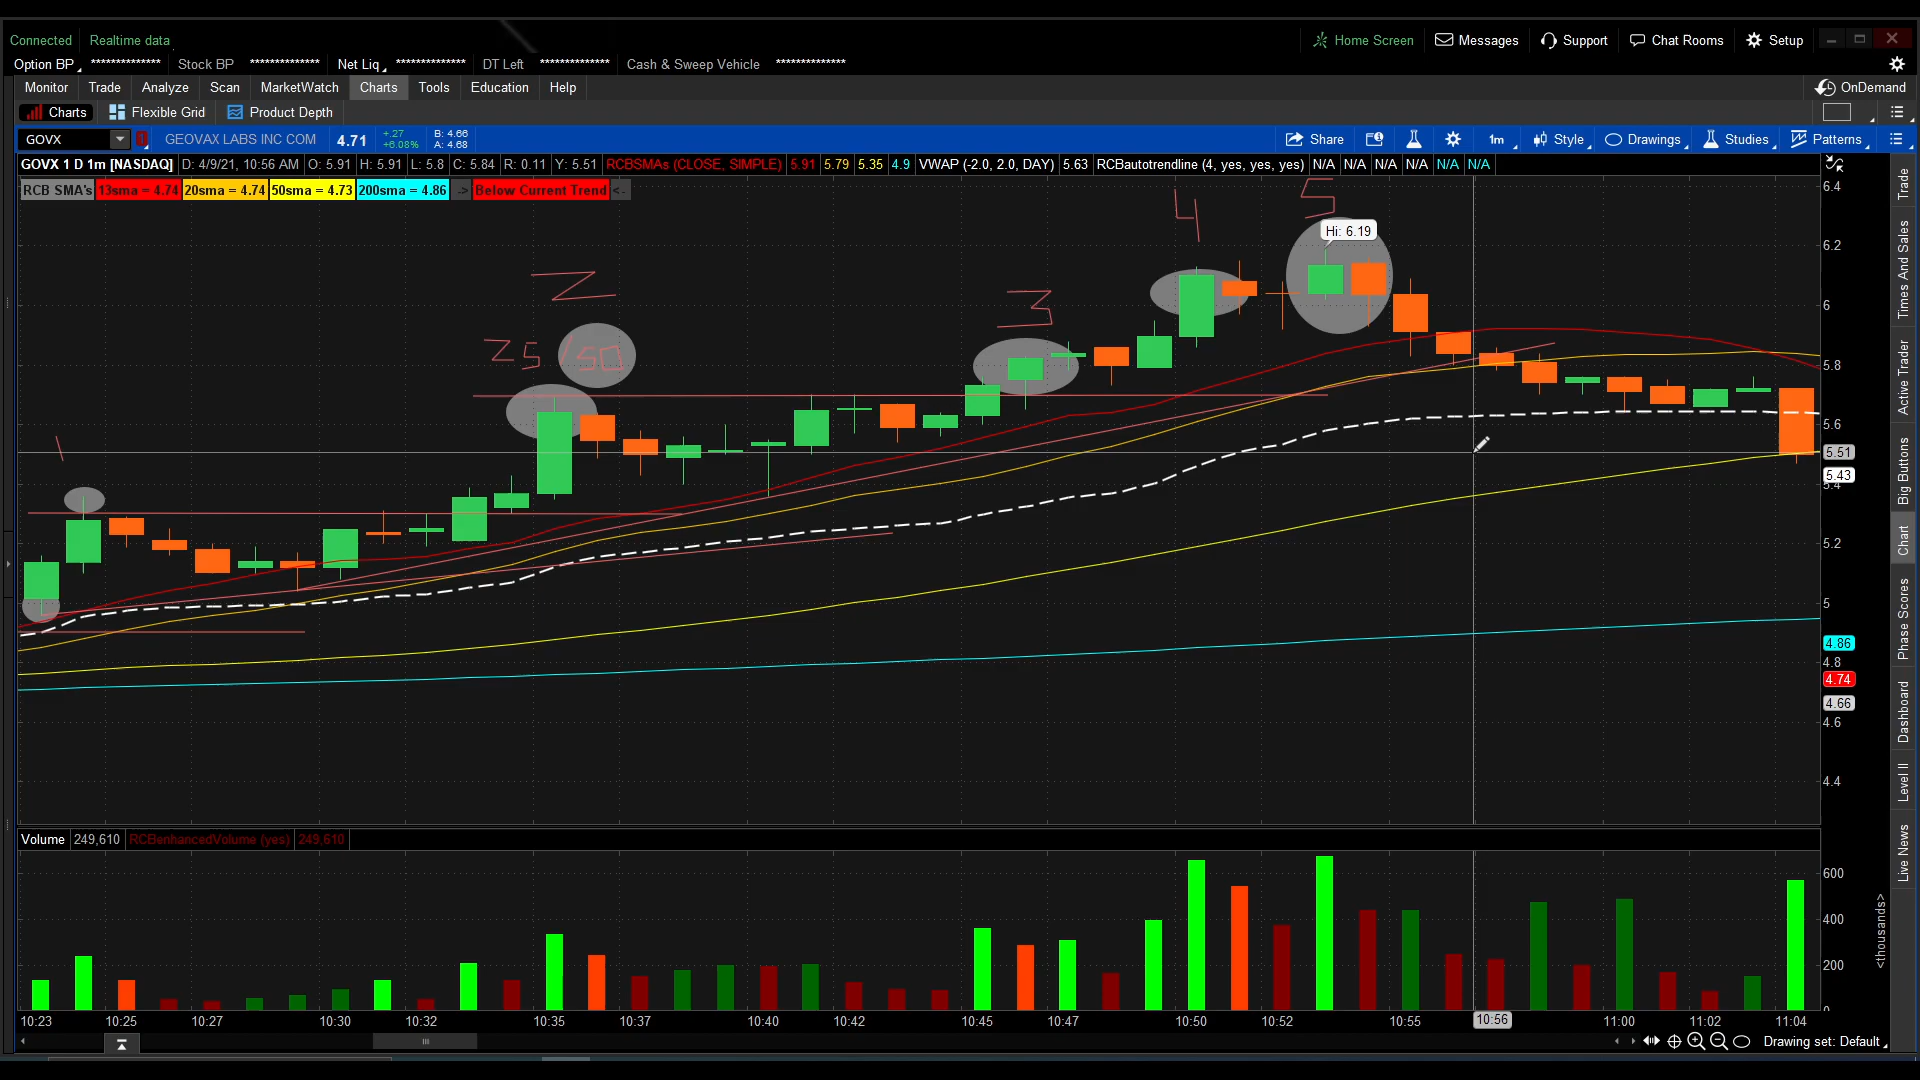 Connected Realtime data Home Screen Messages Support Chat Rooms Setup
Option BP ************** Stock BP ************** Net Liq ************** DT Left ************** Cash & Sweep Vehicle **************
Monitor Trade Analyze Scan MarketWatch Charts Tools Education Help OnDemand
Charts Flexible Grid Product Depth
GOVX GEOVAX LABS INC COM 4.71 +.27 +6.08% B: 4.66 A: 4.68 Share 1m Style Drawings Studies Patterns
GOVX 1 D 1m [NASDAQ] D: 4/9/21, 10:56 AM O: 5.91 H: 5.91 L: 5.8 C: 5.84 R: 0.11 Y: 5.51 RCBSMAs (CLOSE, SIMPLE) 5.91 5.79 5.35 4.9 VWAP (-2.0, 2.0, DAY) 5.63 RCBautotrendline (4, yes, yes, yes) N/A N/A N/A N/A N/A N/A
RCB SMA's 13sma = 4.74 20sma = 4.74 50sma = 4.73 200sma = 4.86 -> Below Current Trend <-
1
2
25/50
3
4
5
Hi: 6.19
6.4
6.2
6
5.8
5.6
5.51
5.43
5.4
5.2
5
4.86
4.8
4.74
4.66
4.6
4.4
Trade
Times And Sales
Active Trader
Big Buttons
Chart
Phase Scores
Dashboard
Level II
Live News
Volume 249,610 RCBenhancedVolume (yes) 249,610
600
400
200
0
<thousands>
10:23 10:25 10:27 10:30 10:32 10:35 10:37 10:40 10:42 10:45 10:47 10:50 10:52 10:55 10:56 11:00 11:02 11:04
Drawing set: Default